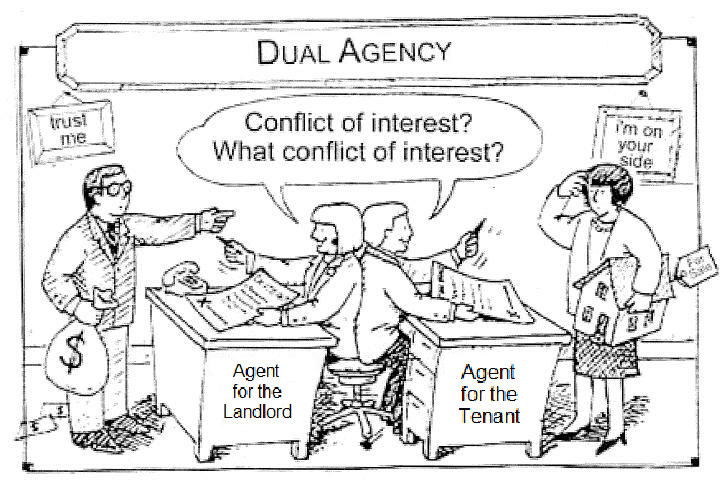 DUAL AGENCY
trust
me
Conflict of interest?
What conflict of interest?
i'm on
your
side
For
Sale
$
Agent
for the
Landlord
Agent
for the
Tenant